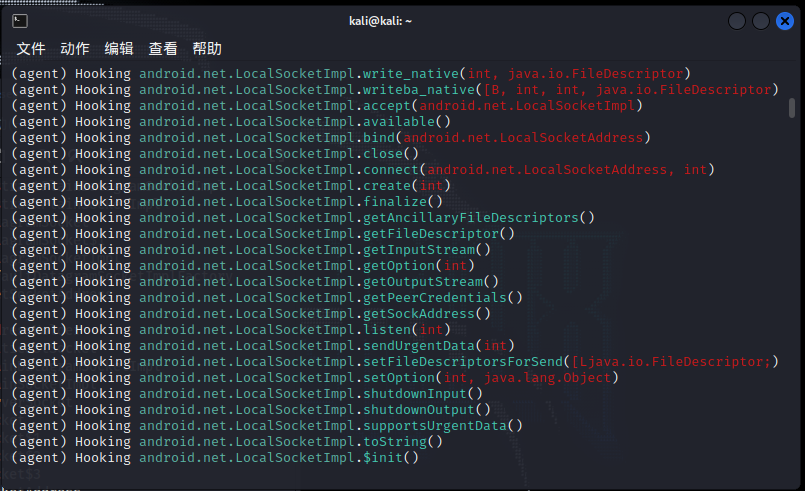 kali@kali: ~
文件 动作 编辑 查看 帮助
(agent) Hooking android.net.LocalSocketImpl.write_native(int, java.io.FileDescriptor)
(agent) Hooking android.net.LocalSocketImpl.writeba_native([B, int, int, java.io.FileDescriptor)
(agent) Hooking android.net.LocalSocketImpl.accept(android.net.LocalSocketImpl)
(agent) Hooking android.net.LocalSocketImpl.available()
(agent) Hooking android.net.LocalSocketImpl.bind(android.net.LocalSocketAddress)
(agent) Hooking android.net.LocalSocketImpl.close()
(agent) Hooking android.net.LocalSocketImpl.connect(android.net.LocalSocketAddress, int)
(agent) Hooking android.net.LocalSocketImpl.create(int)
(agent) Hooking android.net.LocalSocketImpl.finalize()
(agent) Hooking android.net.LocalSocketImpl.getAncillaryFileDescriptors()
(agent) Hooking android.net.LocalSocketImpl.getFileDescriptor()
(agent) Hooking android.net.LocalSocketImpl.getInputStream()
(agent) Hooking android.net.LocalSocketImpl.getOption(int)
(agent) Hooking android.net.LocalSocketImpl.getOutputStream()
(agent) Hooking android.net.LocalSocketImpl.getPeerCredentials()
(agent) Hooking android.net.LocalSocketImpl.getSockAddress()
(agent) Hooking android.net.LocalSocketImpl.listen(int)
(agent) Hooking android.net.LocalSocketImpl.sendUrgentData(int)
(agent) Hooking android.net.LocalSocketImpl.setFileDescriptorsForSend([Ljava.io.FileDescriptor;)
(agent) Hooking android.net.LocalSocketImpl.setOption(int, java.lang.Object)
(agent) Hooking android.net.LocalSocketImpl.shutdownInput()
(agent) Hooking android.net.LocalSocketImpl.shutdownOutput()
(agent) Hooking android.net.LocalSocketImpl.supportsUrgentData()
(agent) Hooking android.net.LocalSocketImpl.toString()
(agent) Hooking android.net.LocalSocketImpl.$init()